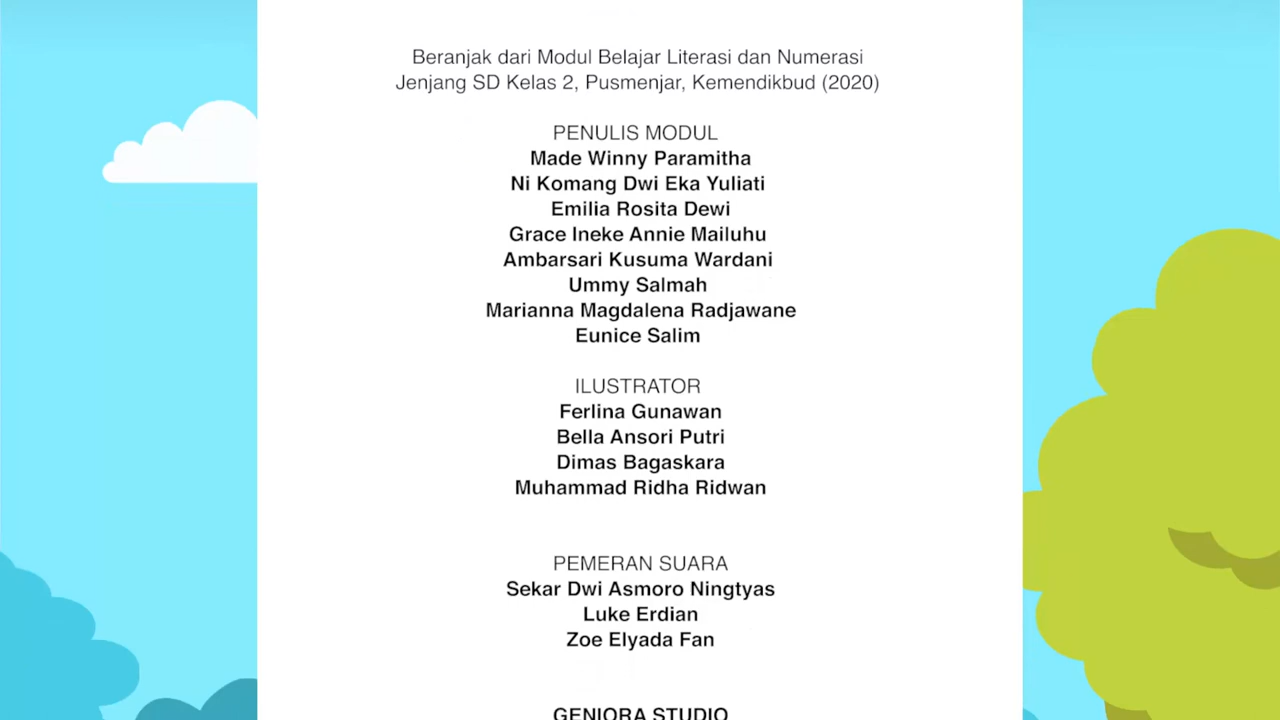 Beranjak dari Modul Belajar Literasi dan Numerasi
Jenjang SD Kelas 2, Pusmenjar, Kemendikbud (2020)
PENULIS MODUL
Made Winny Paramitha
Ni Komang Dwi Eka Yuliati
Emilia Rosita Dewi
Grace Ineke Annie Mailuhu
Ambarsari Kusuma Wardani
Ummy Salmah
Marianna Magdalena Radjawane
Eunice Salim
ILUSTRATOR
Ferlina Gunawan
Bella Ansori Putri
Dimas Bagaskara
Muhammad Ridha Ridwan
PEMERAN SUARA
Sekar Dwi Asmoro Ningtyas
Luke Erdian
Zoe Elyada Fan
GENIORA STUDIO